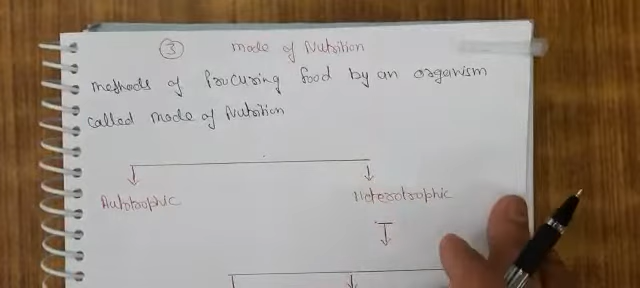 ③ Mode of Nutrition
methods of Procuring food by an organism
called mode of Nutrition
Autotrophic Heterotrophic